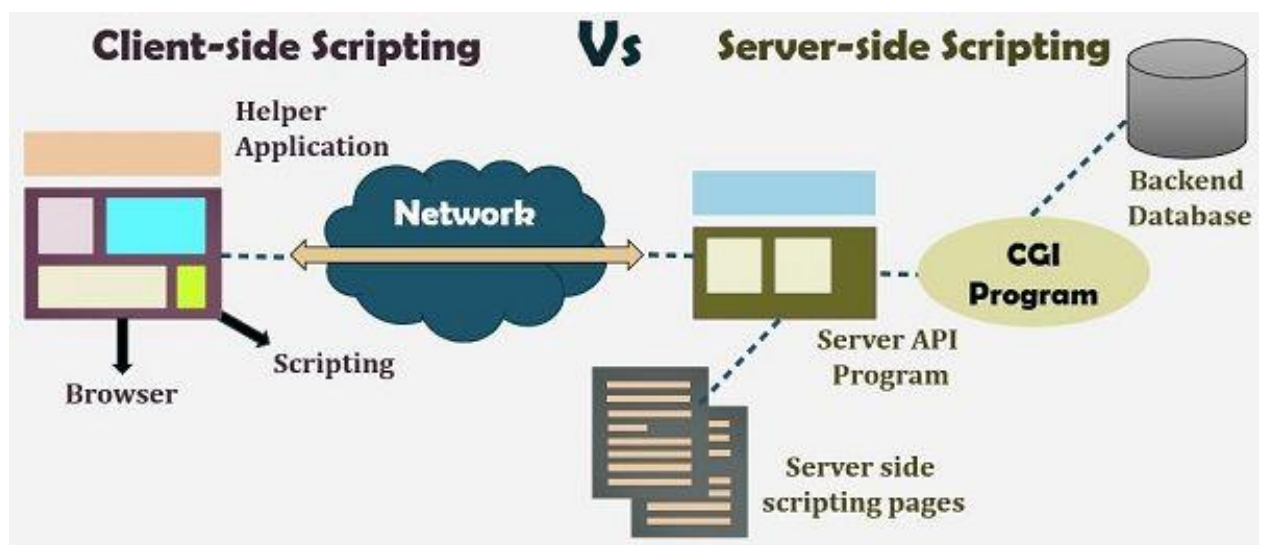 Client-side Scripting Vs Server-side Scripting
Helper
Application
Network
Browser
Scripting
Backend
Database
CGI
Program
Server API
Program
Server side
scripting pages